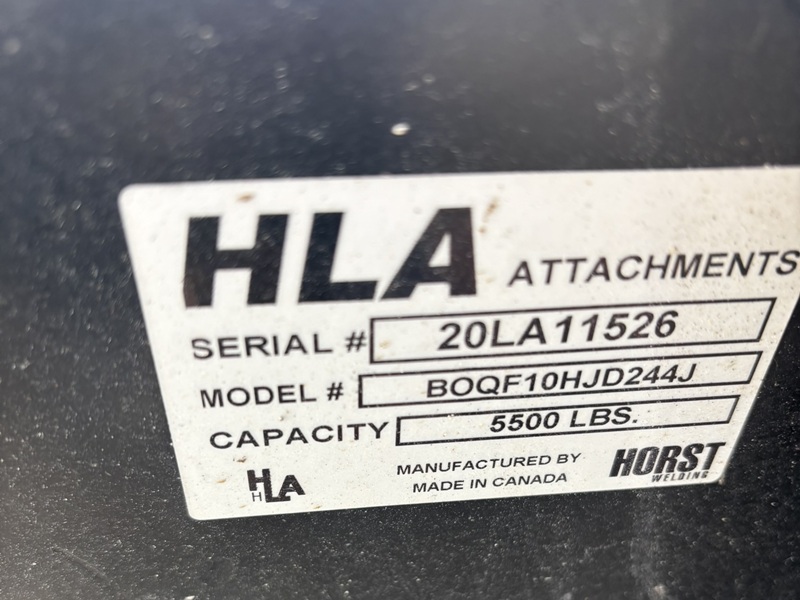 HLA ATTACHMENTS
SERIAL # 20LA11526
MODEL # BOQF10HJD244J
CAPACITY 5500 LBS.
HLA
MANUFACTURED BY
MADE IN CANADA
HORST
WELDING